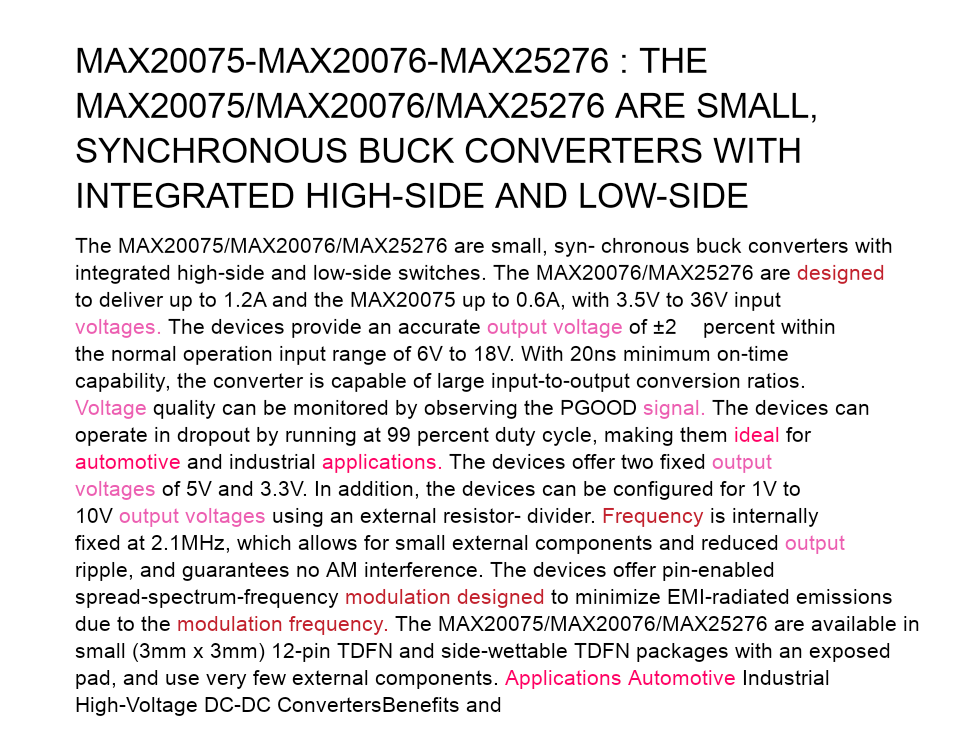 MAX20075-MAX20076-MAX25276 : THE
MAX20075/MAX20076/MAX25276 ARE SMALL,
SYNCHRONOUS BUCK CONVERTERS WITH
INTEGRATED HIGH-SIDE AND LOW-SIDE
The MAX20075/MAX20076/MAX25276 are small, syn- chronous buck converters with
integrated high-side and low-side switches. The MAX20076/MAX25276 are designed
to deliver up to 1.2A and the MAX20075 up to 0.6A, with 3.5V to 36V input
voltages. The devices provide an accurate output voltage of ±2 percent within
the normal operation input range of 6V to 18V. With 20ns minimum on-time
capability, the converter is capable of large input-to-output conversion ratios.
Voltage quality can be monitored by observing the PGOOD signal. The devices can
operate in dropout by running at 99 percent duty cycle, making them ideal for
automotive and industrial applications. The devices offer two fixed output
voltages of 5V and 3.3V. In addition, the devices can be configured for 1V to
10V output voltages using an external resistor- divider. Frequency is internally
fixed at 2.1MHz, which allows for small external components and reduced output
ripple, and guarantees no AM interference. The devices offer pin-enabled
spread-spectrum-frequency modulation designed to minimize EMI-radiated emissions
due to the modulation frequency. The MAX20075/MAX20076/MAX25276 are available in
small (3mm x 3mm) 12-pin TDFN and side-wettable TDFN packages with an exposed
pad, and use very few external components. Applications Automotive Industrial
High-Voltage DC-DC ConvertersBenefits and